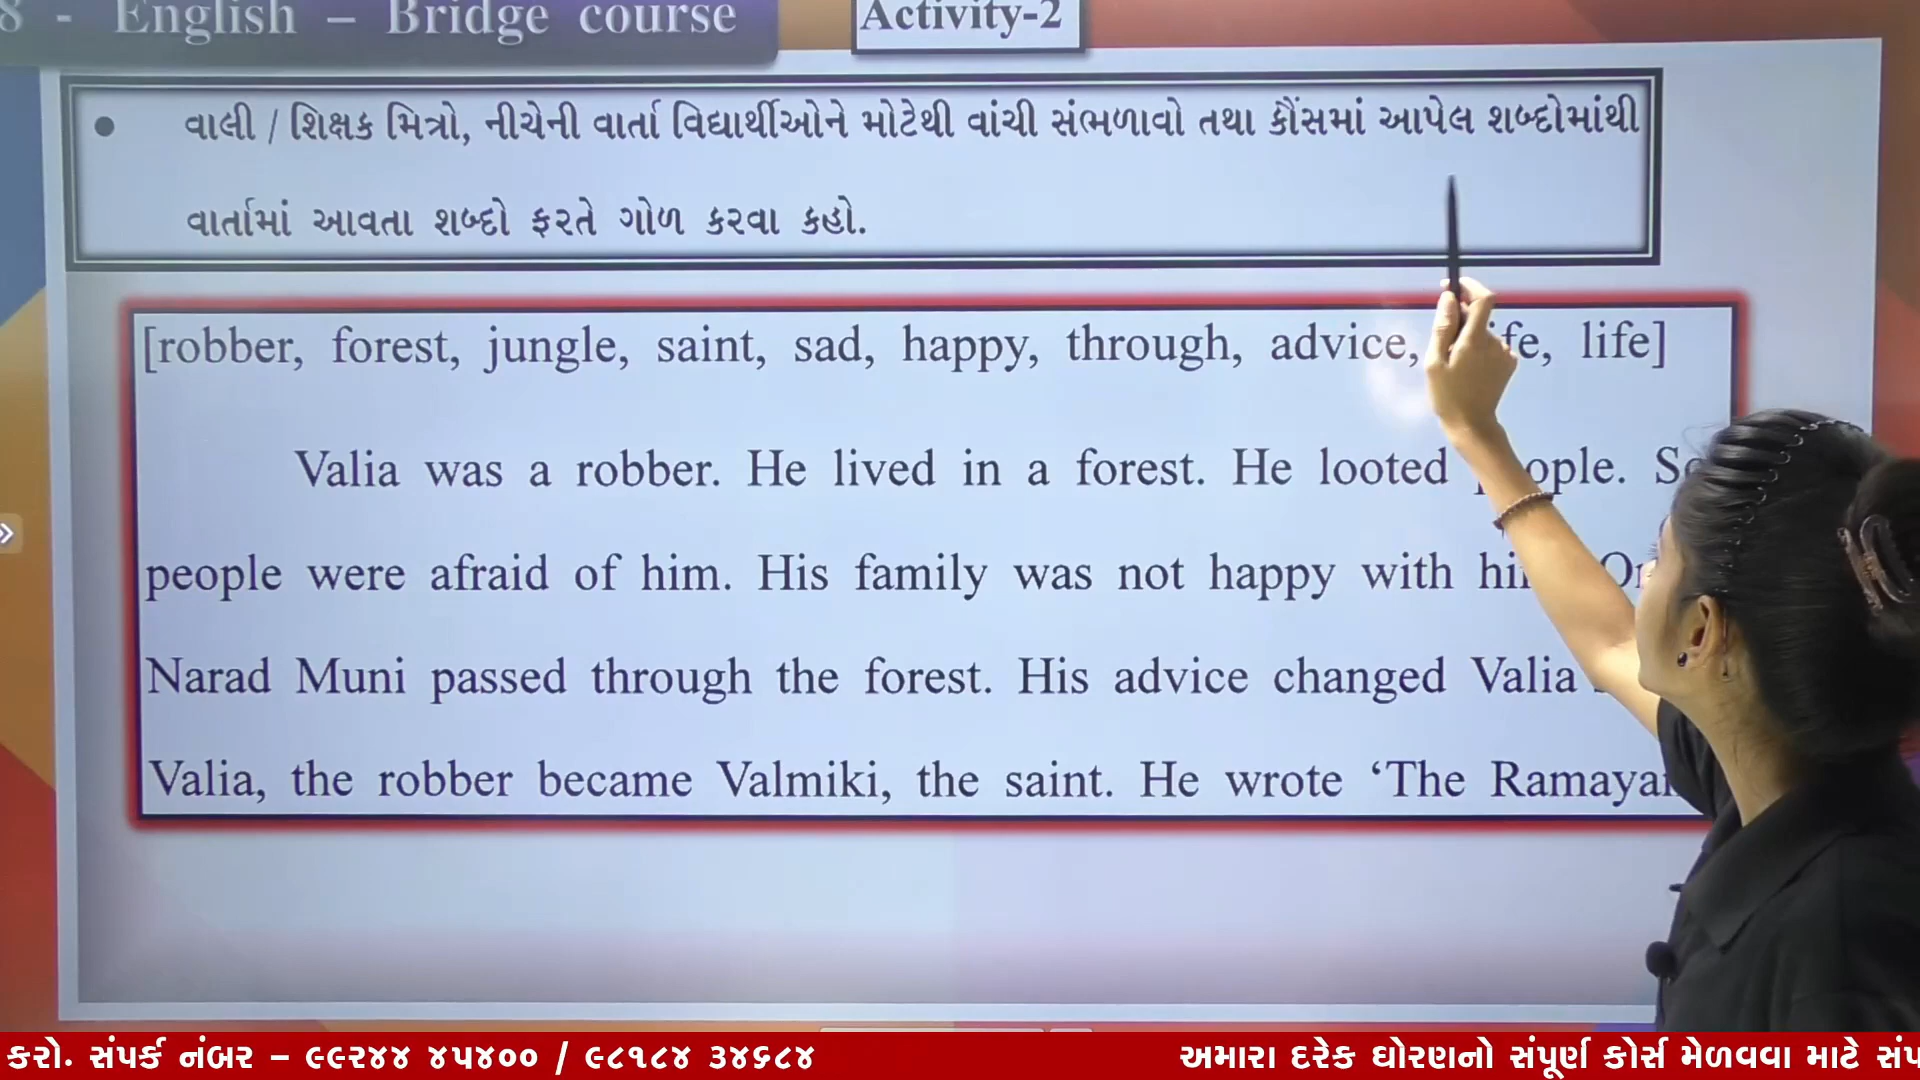 8 - English – Bridge course
Activity-2
• વાલી / શિક્ષક મિત્રો, નીચેની વાર્તા વિદ્યાર્થીઓને મોટેથી વાંચી સંભળાવો તથા કૌંસમાં આપેલ શબ્દોમાંથી
વાર્તામાં આવતા શબ્દો ફરતે ગોળ કરવા કહો.
[robber, forest, jungle, saint, sad, happy, through, advice, life]
Valia was a robber. He lived in a forest. He looted people. So
people were afraid of him. His family was not happy with
Narad Muni passed through the forest. His advice changed Valia
Valia, the robber became Valmiki, the saint. He wrote ‘The
કરો. સંપર્ક નંબર – ૯૯૨૪૪ ૪૫૪૦૦ / ૯૮૧૮૪ ૩૪૬૮૪
અમારા દરેક ધોરણનો સંપૂર્ણ કોર્સ મેળવવા માટે